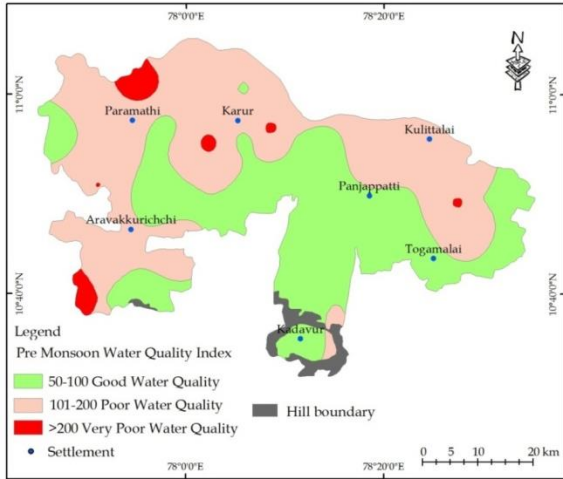 78°0'0"E 78°20'0"E
N
11°0'0"N 11°0'0"N
Paramathi Karur Kulittalai
Panjappatti
Aravakkurichchi
Togamalai
10°40'0"N 10°40'0"N
Kadavur
Legend
Pre Monsoon Water Quality Index
50-100 Good Water Quality
101-200 Poor Water Quality
Hill boundary
>200 Very Poor Water Quality
Settlement
0 5 10 20 km
78°0'0"E 78°20'0"E